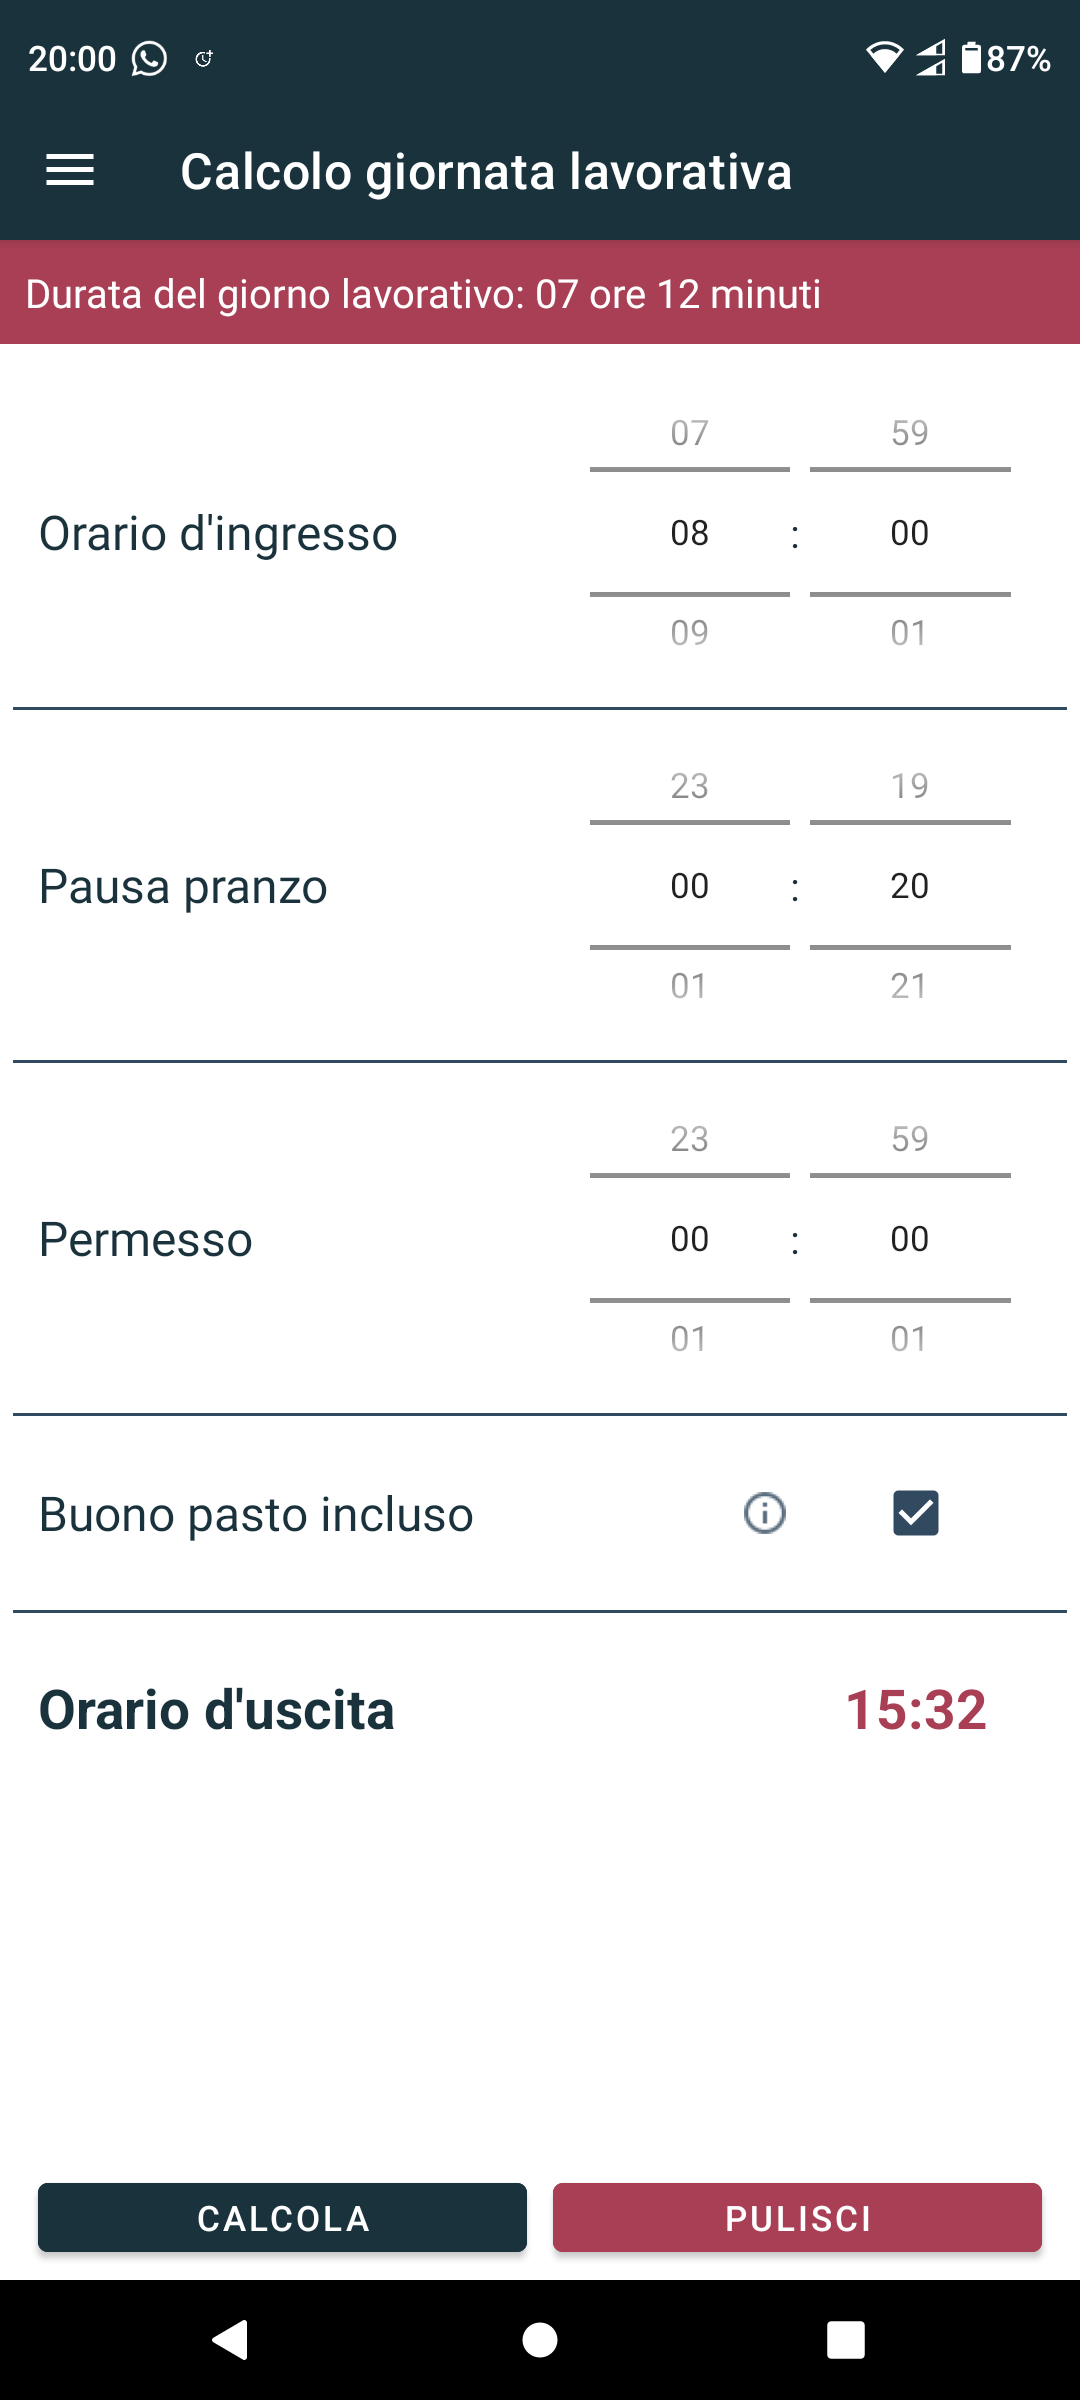 20:00 87%
Calcolo giornata lavorativa
Durata del giorno lavorativo: 07 ore 12 minuti
07 59
Orario d'ingresso 08 : 00
09 01
23 19
Pausa pranzo 00 : 20
01 21
23 59
Permesso 00 : 00
01 01
Buono pasto incluso
Orario d'uscita 15:32
CALCOLA PULISCI